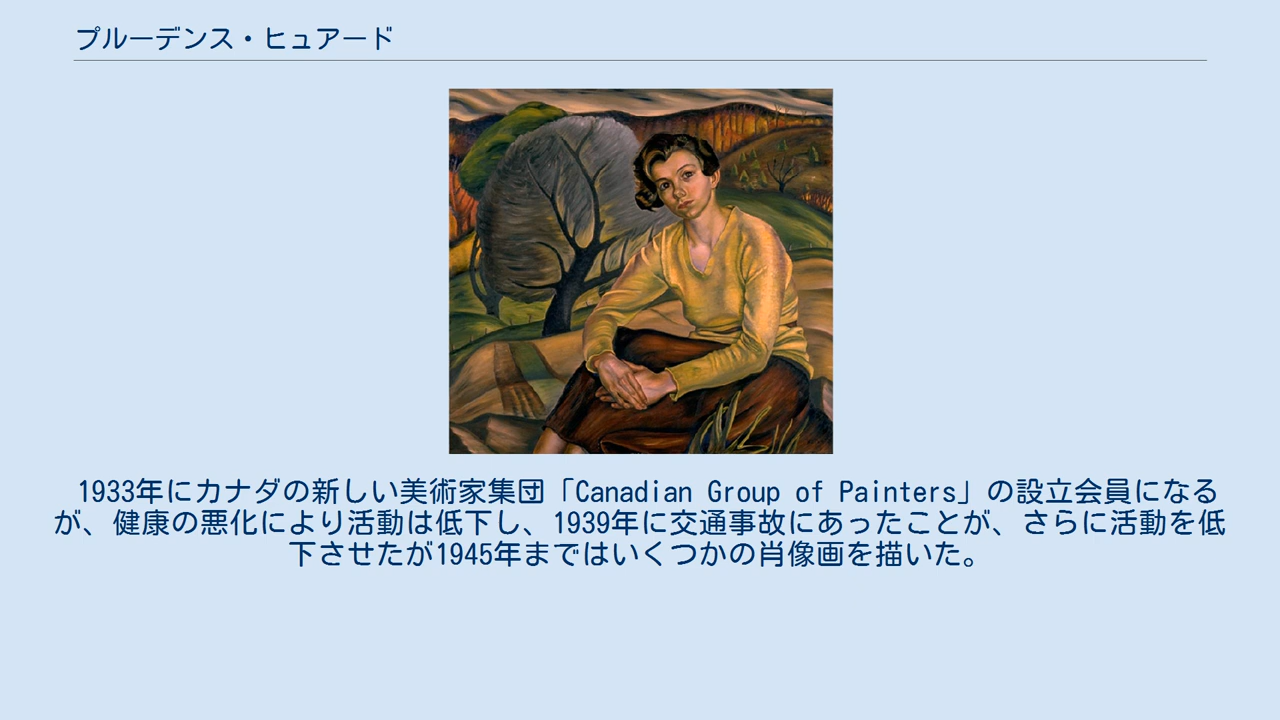 プルーデンス・ヒュアード
1933年にカナダの新しい美術家集団「Canadian Group of Painters」の設立会員になる
が、健康の悪化により活動は低下し、1939年に交通事故にあったことが、さらに活動を低
下させたが1945年まではいくつかの肖像画を描いた。